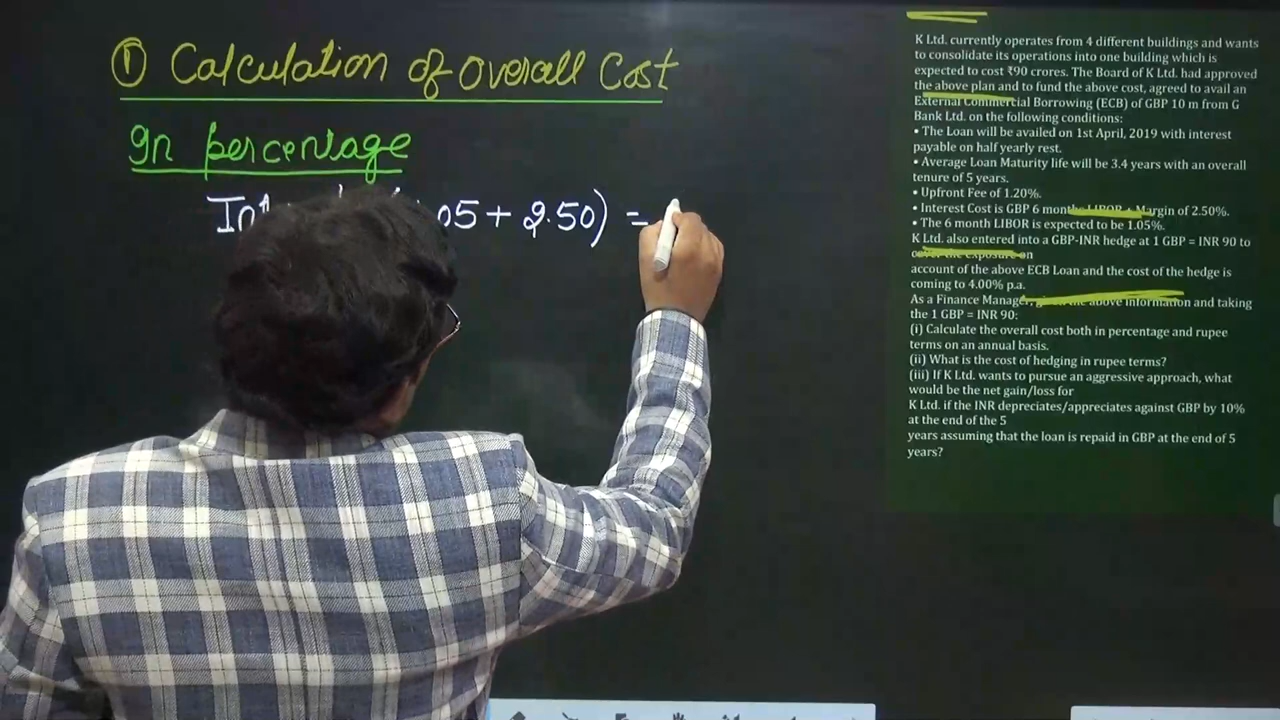 ① Calculation of overall Cost
In percentage
05 + 2.50) =
K Ltd. currently operates from 4 different buildings and wants
to consolidate its operations into one building which is
expected to cost ₹90 crores. The Board of K Ltd. had approved
the above plan and to fund the above cost, agreed to avail an
External Commercial Borrowing (ECB) of GBP 10 m from G
Bank Ltd. on the following conditions:
• The Loan will be availed on 1st April, 2019 with interest
payable on half yearly rest.
• Average Loan Maturity life will be 3.4 years with an overall
tenure of 5 years.
• Upfront Fee of 1.20%.
• Interest Cost is GBP 6 months LIBOR + Margin of 2.50%.
• The 6 month LIBOR is expected to be 1.05%.
K Ltd. also entered into a GBP-INR hedge at 1 GBP = INR 90 to
cover the exposure on
account of the above ECB Loan and the cost of the hedge is
coming to 4.00% p.a.
As a Finance Manager, given the above information and taking
the 1 GBP = INR 90:
(i) Calculate the overall cost both in percentage and rupee
terms on an annual basis.
(ii) What is the cost of hedging in rupee terms?
(iii) If K Ltd. wants to pursue an aggressive approach, what
would be the net gain/loss for
K Ltd. if the INR depreciates/appreciates against GBP by 10%
at the end of the 5
years assuming that the loan is repaid in GBP at the end of 5
years?